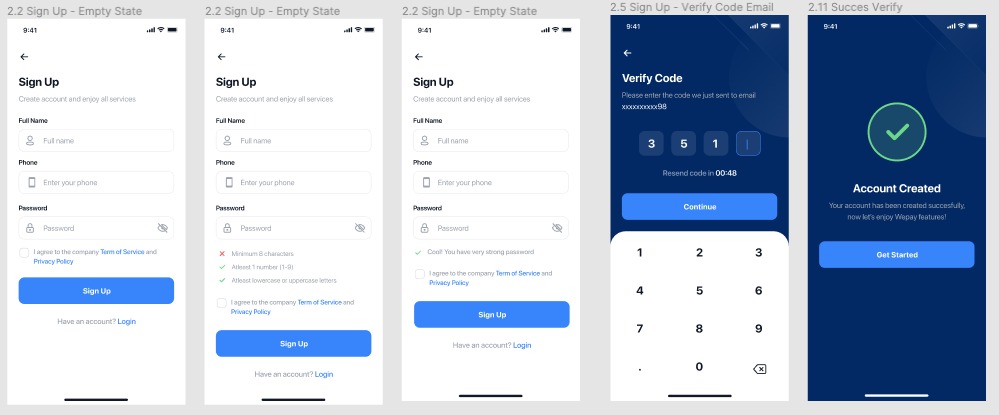 2.2 Sign Up - Empty State
9:41
Sign Up
Create account and enjoy all services
Full Name
Full name
Phone
Enter your phone
Password
Password
I agree to the company Term of Service and
Privacy Policy
Sign Up
Have an account? Login
2.2 Sign Up - Empty State
9:41
Sign Up
Create account and enjoy all services
Full Name
Full name
Phone
Enter your phone
Password
Password
Minimum 8 characters
Atleast 1 number (1-9)
Atleast lowercase or uppercase letters
I agree to the company Term of Service and
Privacy Policy
Sign Up
Have an account? Login
2.2 Sign Up - Empty State
9:41
Sign Up
Create account and enjoy all services
Full Name
Full name
Phone
Enter your phone
Password
Password
Cool! You have very strong password
I agree to the company Term of Service and
Privacy Policy
Sign Up
Have an account? Login
2.5 Sign Up - Verify Code Email
9:41
Verify Code
Please enter the code we just sent to email
xxxxxxxxxx98
3 5 1
Resend code in 00:48
Continue
1 2 3
4 5 6
7 8 9
. 0
2.11 Succes Verify
9:41
Account Created
Your account has been created succesfully,
now let's enjoy Wepay features!
Get Started